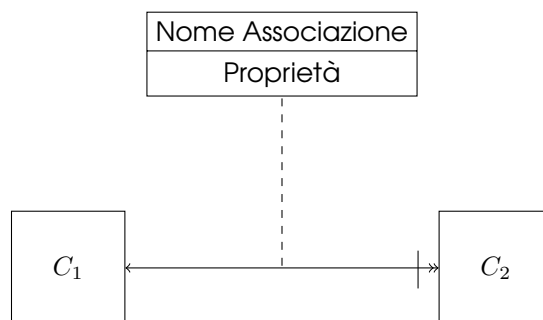 Nome Associazione
Proprietà
C₁
C₂